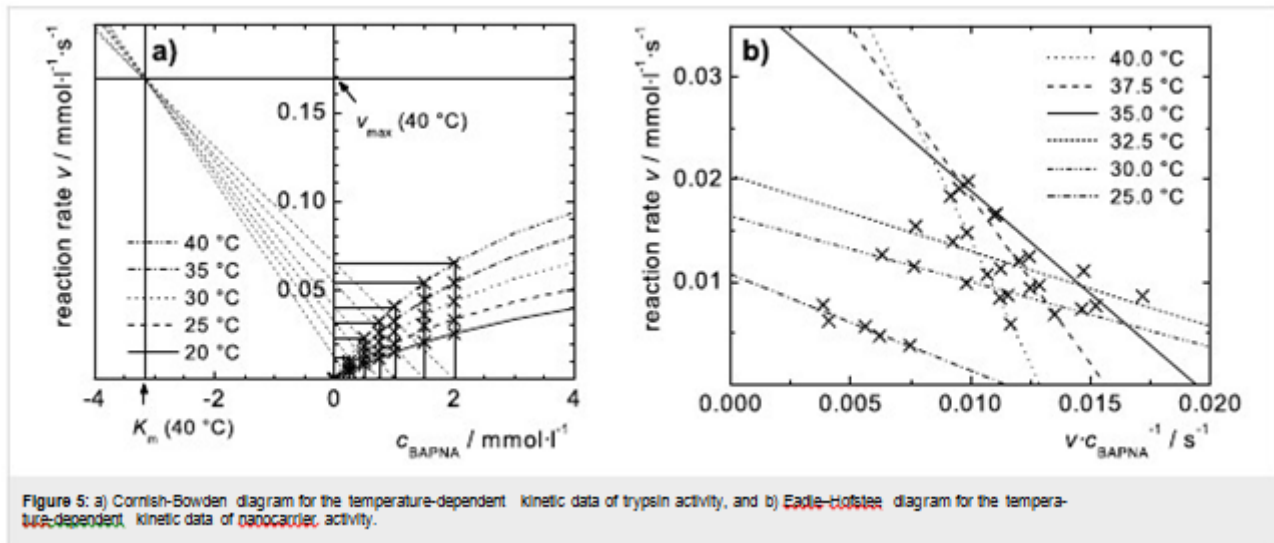 a)
reaction rate v / mmol·l⁻¹·s⁻¹
0.15
0.10
0.05
v_max (40 °C)
40 °C
35 °C
30 °C
25 °C
20 °C
-4 -2 0 2 4
K_m (40 °C)
c_BAPNA / mmol·l⁻¹
b)
reaction rate v / mmol·l⁻¹·s⁻¹
0.03
0.02
0.01
0
40.0 °C
37.5 °C
35.0 °C
32.5 °C
30.0 °C
25.0 °C
0.000 0.005 0.010 0.015 0.020
v·c_BAPNA⁻¹ / s⁻¹
Figure 5: a) Cornish-Bowden diagram for the temperature-dependent kinetic data of trypsin activity, and b) Eadie–Hofstee diagram for the tempera-
ture-dependent kinetic data of nanocarrier activity.